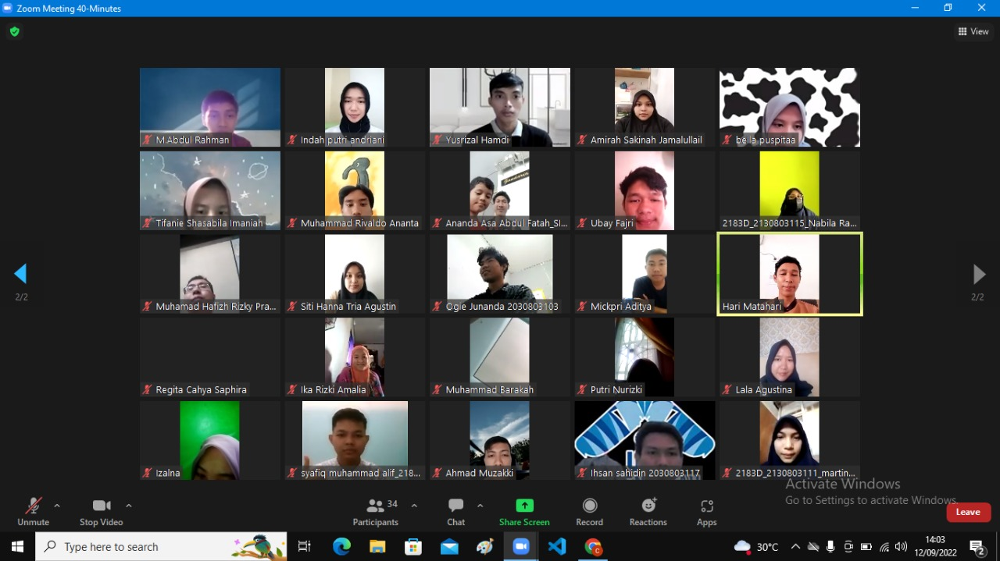 Zoom Meeting 40-Minutes
View
M.Abdul Rahman
Indah putri andriani
Yusrizal Hamdi
Amirah Sakinah Jamalullail
bella puspitaa
Tifanie Shasabila Imaniah
Muhammad Rivaldo Ananta
Ananda Asa Abdul Fatah_SI...
Ubay Fajri
2183D_2130803115_Nabila Ra...
2/2
2/2
Muhamad Hafizh Rizky Pra...
Siti Hanna Tria Agustin
Ogie Junanda 2030803103
Mickpri Aditya
Hari Matahari
Regita Cahya Saphira
Ika Rizki Amalia
Muhammad Barakah
Putri Nurizki
Lala Agustina
Izalna
syafiq muhammad alif_218...
Ahmad Muzakki
Ihsan sahidin 2030803117
2183D_2130803111_martin...
Activate Windows
Go to Settings to activate Windows.
Unmute
Stop Video
34
Participants
Chat
Share Screen
Record
Reactions
Apps
Leave
Type here to search
30°C
14:03
12/09/2022
2